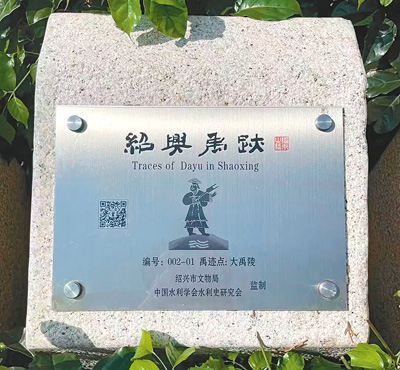 紹興禹跡
Traces of Dayu in Shaoxing
编号: 002-01 禹迹点: 大禹陵
绍兴市文物局
中国水利学会水利史研究会 监制